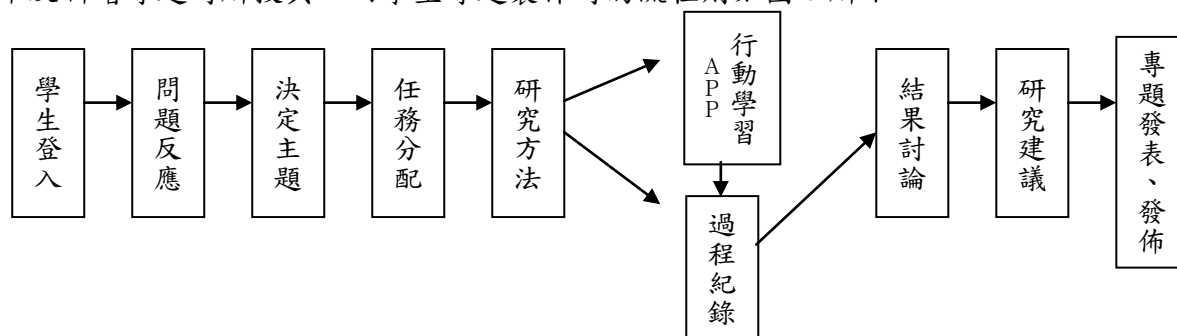 學生登入
問題反應
決定主題
任務分配
研究方法
行動學習
APP
過程紀錄
結果討論
研究建議
專題發表、發佈